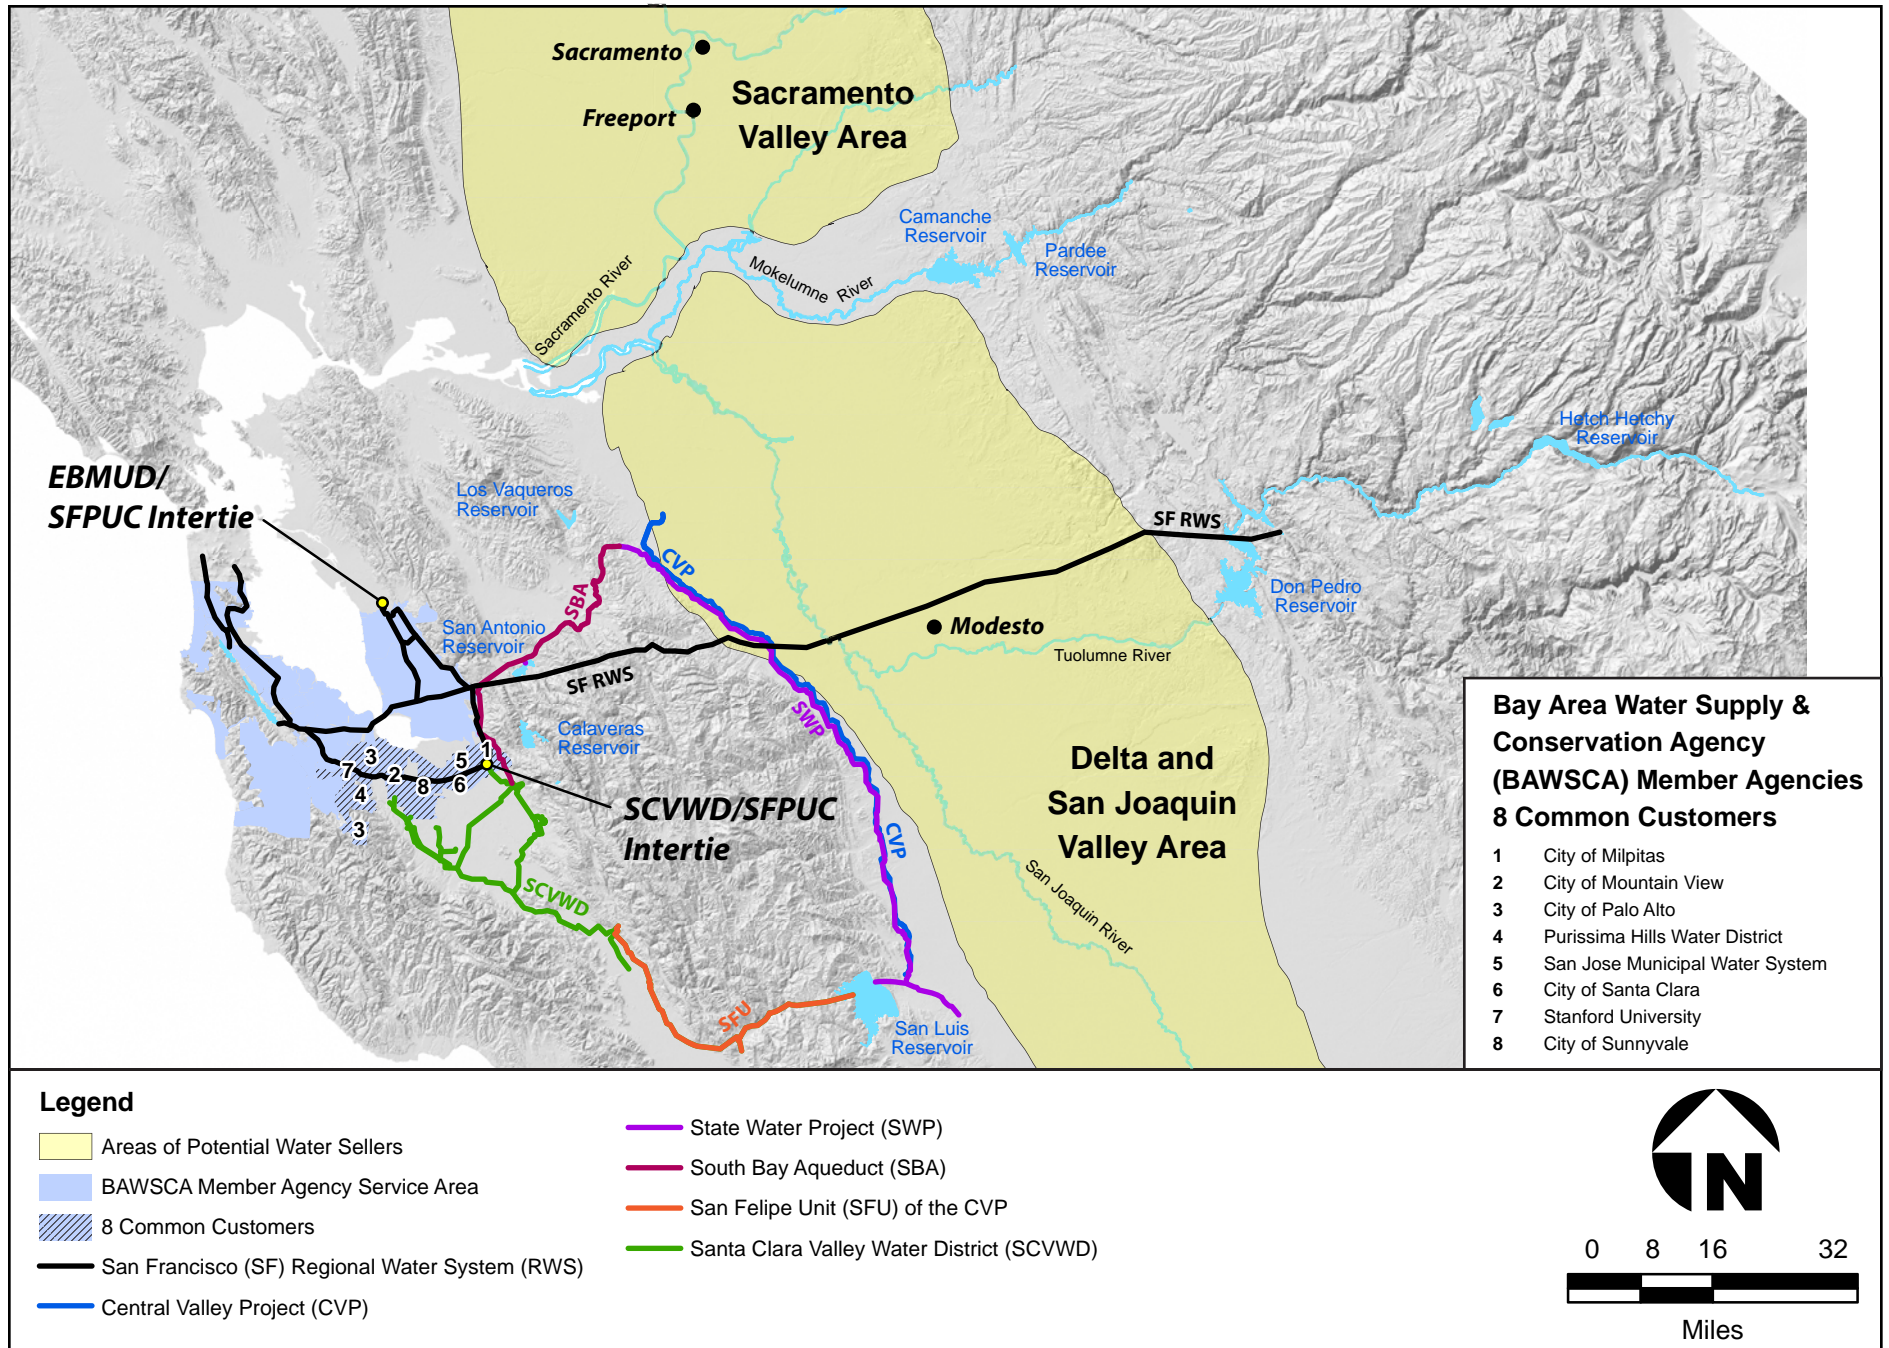 Sacramento
Freeport
Sacramento
Valley Area
Camanche
Reservoir
Pardee
Reservoir
Sacramento River
Mokelumne River
Hetch Hetchy
Reservoir
EBMUD/
SFPUC Intertie
Los Vaqueros
Reservoir
CVP
SF RWS
SBA
Don Pedro
Reservoir
San Antonio
Reservoir
Modesto
Tuolumne River
SF RWS
SWP
Calaveras
Reservoir
1
5
3
7
2
8
6
4
3
SCVWD/SFPUC
Intertie
Delta and
San Joaquin
Valley Area
CVP
SCVWD
San Joaquin River
SFU
San Luis
Reservoir
Bay Area Water Supply &
Conservation Agency
(BAWSCA) Member Agencies
8 Common Customers
1 City of Milpitas
2 City of Mountain View
3 City of Palo Alto
4 Purissima Hills Water District
5 San Jose Municipal Water System
6 City of Santa Clara
7 Stanford University
8 City of Sunnyvale
Legend
Areas of Potential Water Sellers
BAWSCA Member Agency Service Area
8 Common Customers
San Francisco (SF) Regional Water System (RWS)
Central Valley Project (CVP)
State Water Project (SWP)
South Bay Aqueduct (SBA)
San Felipe Unit (SFU) of the CVP
Santa Clara Valley Water District (SCVWD)
N
0 8 16 32
Miles